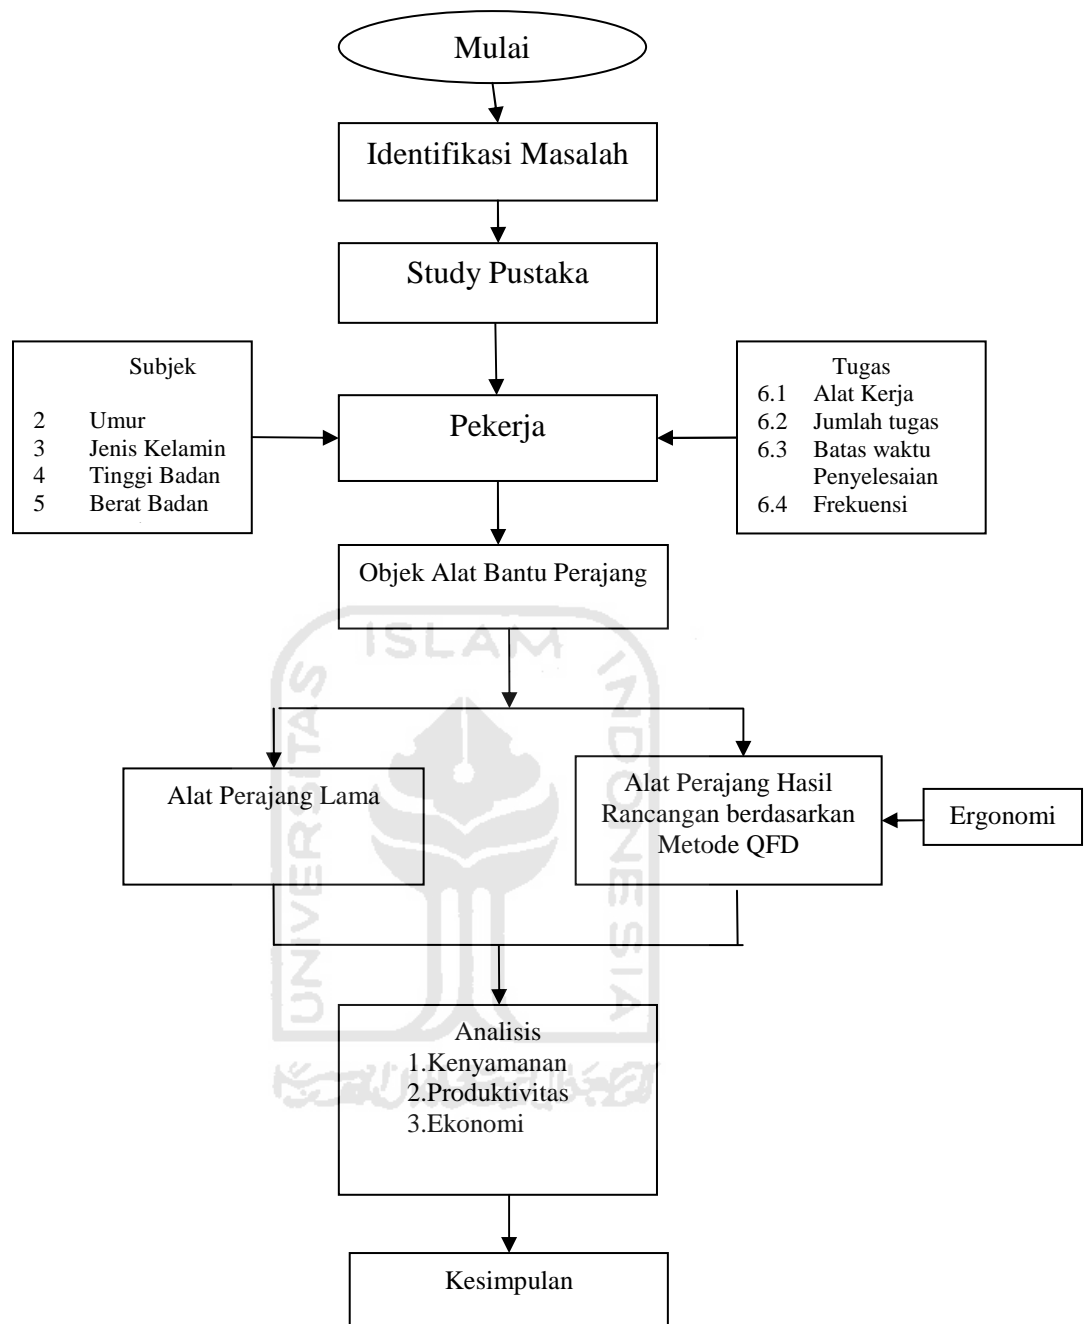 Mulai
Identifikasi Masalah
Study Pustaka
Subjek
2 Umur
3 Jenis Kelamin
4 Tinggi Badan
5 Berat Badan
Pekerja
Tugas
6.1 Alat Kerja
6.2 Jumlah tugas
6.3 Batas waktu
Penyelesaian
6.4 Frekuensi
Objek Alat Bantu Perajang
Alat Perajang Lama
Alat Perajang Hasil
Rancangan berdasarkan
Metode QFD
Ergonomi
Analisis
1.Kenyamanan
2.Produktivitas
3.Ekonomi
Kesimpulan
UNIVERSITAS
ISLAM
INDONESIA